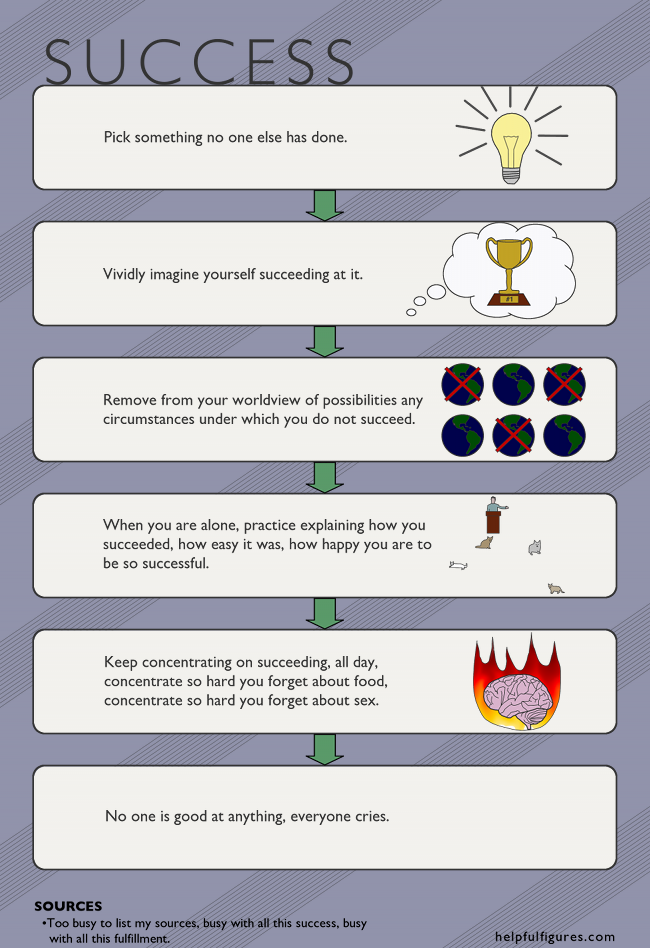 SUCCESS
Pick something no one else has done.
Vividly imagine yourself succeeding at it.
#1
Remove from your worldview of possibilities any
circumstances under which you do not succeed.
When you are alone, practice explaining how you
succeeded, how easy it was, how happy you are to
be so successful.
Keep concentrating on succeeding, all day,
concentrate so hard you forget about food,
concentrate so hard you forget about sex.
No one is good at anything, everyone cries.
SOURCES
•Too busy to list my sources, busy with all this success, busy
with all this fulfillment.
helpfulfigures.com